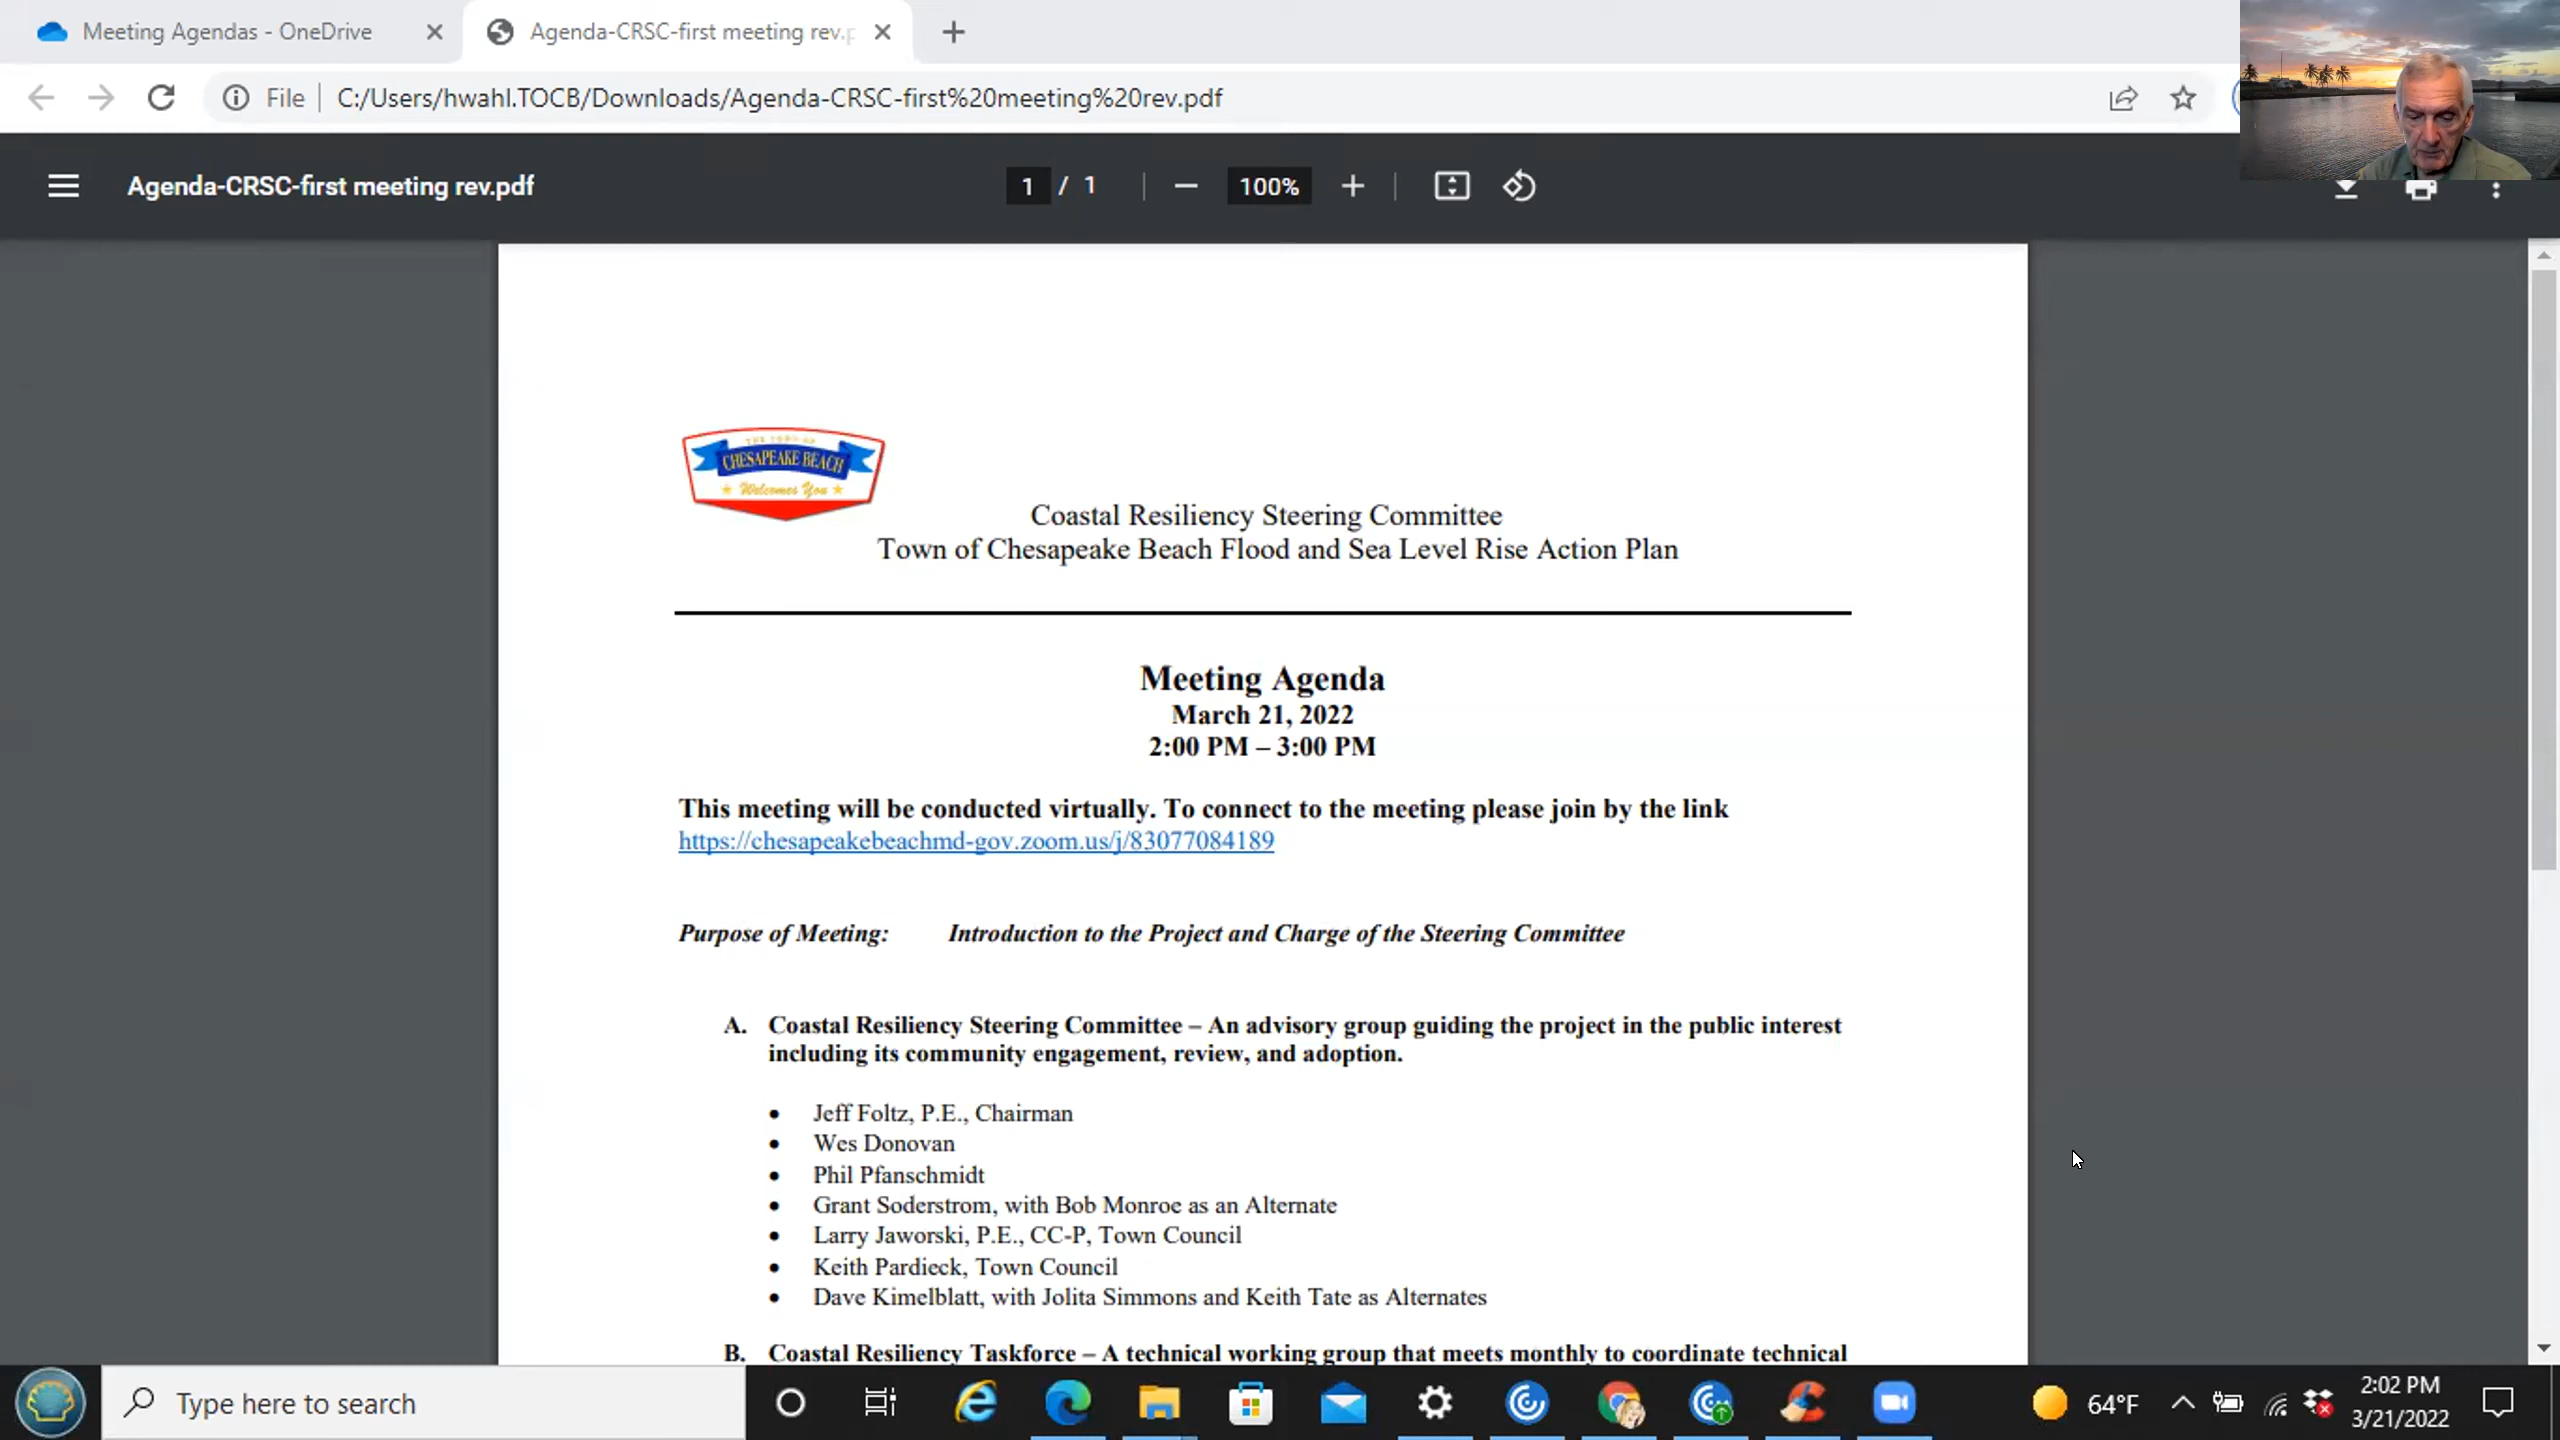 Meeting Agendas - OneDrive
Agenda-CRSC-first meeting rev.p
File
C:/Users/hwahl.TOCB/Downloads/Agenda-CRSC-first%20meeting%20rev.pdf
Agenda-CRSC-first meeting rev.pdf
1 / 1
100%
THE TOWN OF
CHESAPEAKE BEACH
Welcomes You
Coastal Resiliency Steering Committee
Town of Chesapeake Beach Flood and Sea Level Rise Action Plan
Meeting Agenda
March 21, 2022
2:00 PM – 3:00 PM
This meeting will be conducted virtually. To connect to the meeting please join by the link
https://chesapeakebeachmd-gov.zoom.us/j/83077084189
Purpose of Meeting: Introduction to the Project and Charge of the Steering Committee
A. Coastal Resiliency Steering Committee – An advisory group guiding the project in the public interest
including its community engagement, review, and adoption.
• Jeff Foltz, P.E., Chairman
• Wes Donovan
• Phil Pfanschmidt
• Grant Soderstrom, with Bob Monroe as an Alternate
• Larry Jaworski, P.E., CC-P, Town Council
• Keith Pardieck, Town Council
• Dave Kimelblatt, with Jolita Simmons and Keith Tate as Alternates
B. Coastal Resiliency Taskforce – A technical working group that meets monthly to coordinate technical
Type here to search
64°F
2:02 PM
3/21/2022